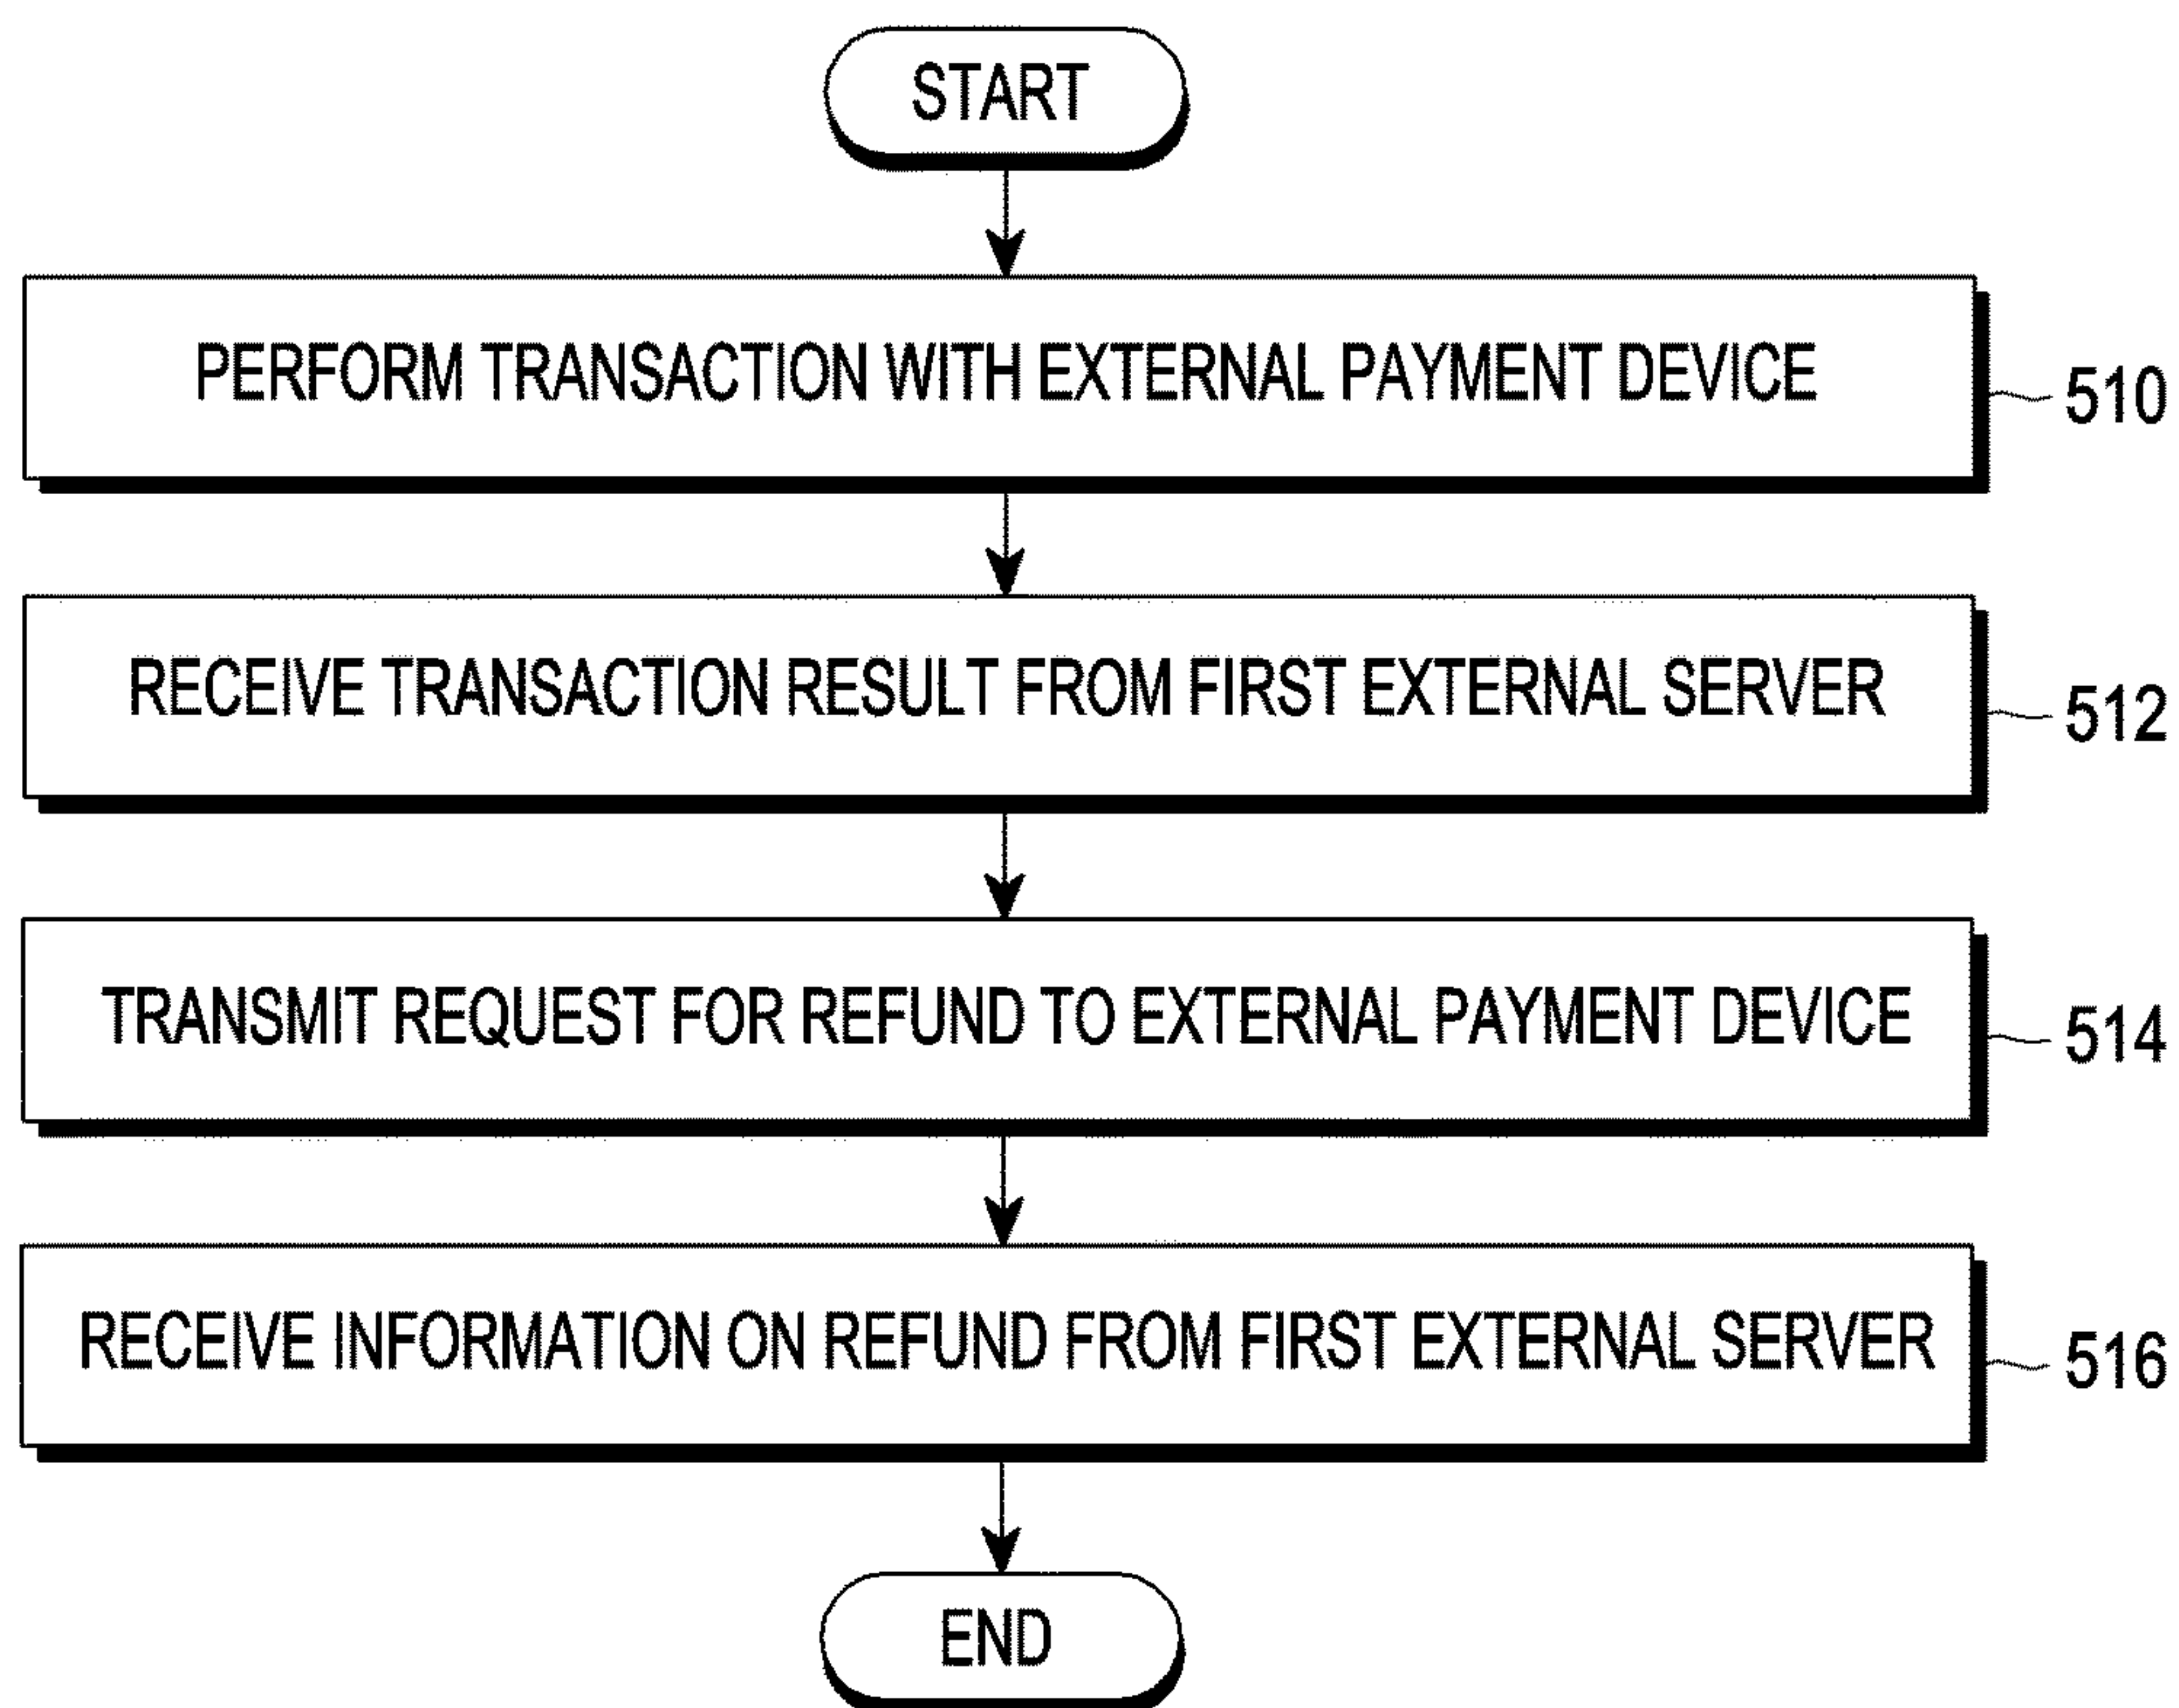 START
PERFORM TRANSACTION WITH EXTERNAL PAYMENT DEVICE
510
RECEIVE TRANSACTION RESULT FROM FIRST EXTERNAL SERVER
512
TRANSMIT REQUEST FOR REFUND TO EXTERNAL PAYMENT DEVICE
514
RECEIVE INFORMATION ON REFUND FROM FIRST EXTERNAL SERVER
516
END